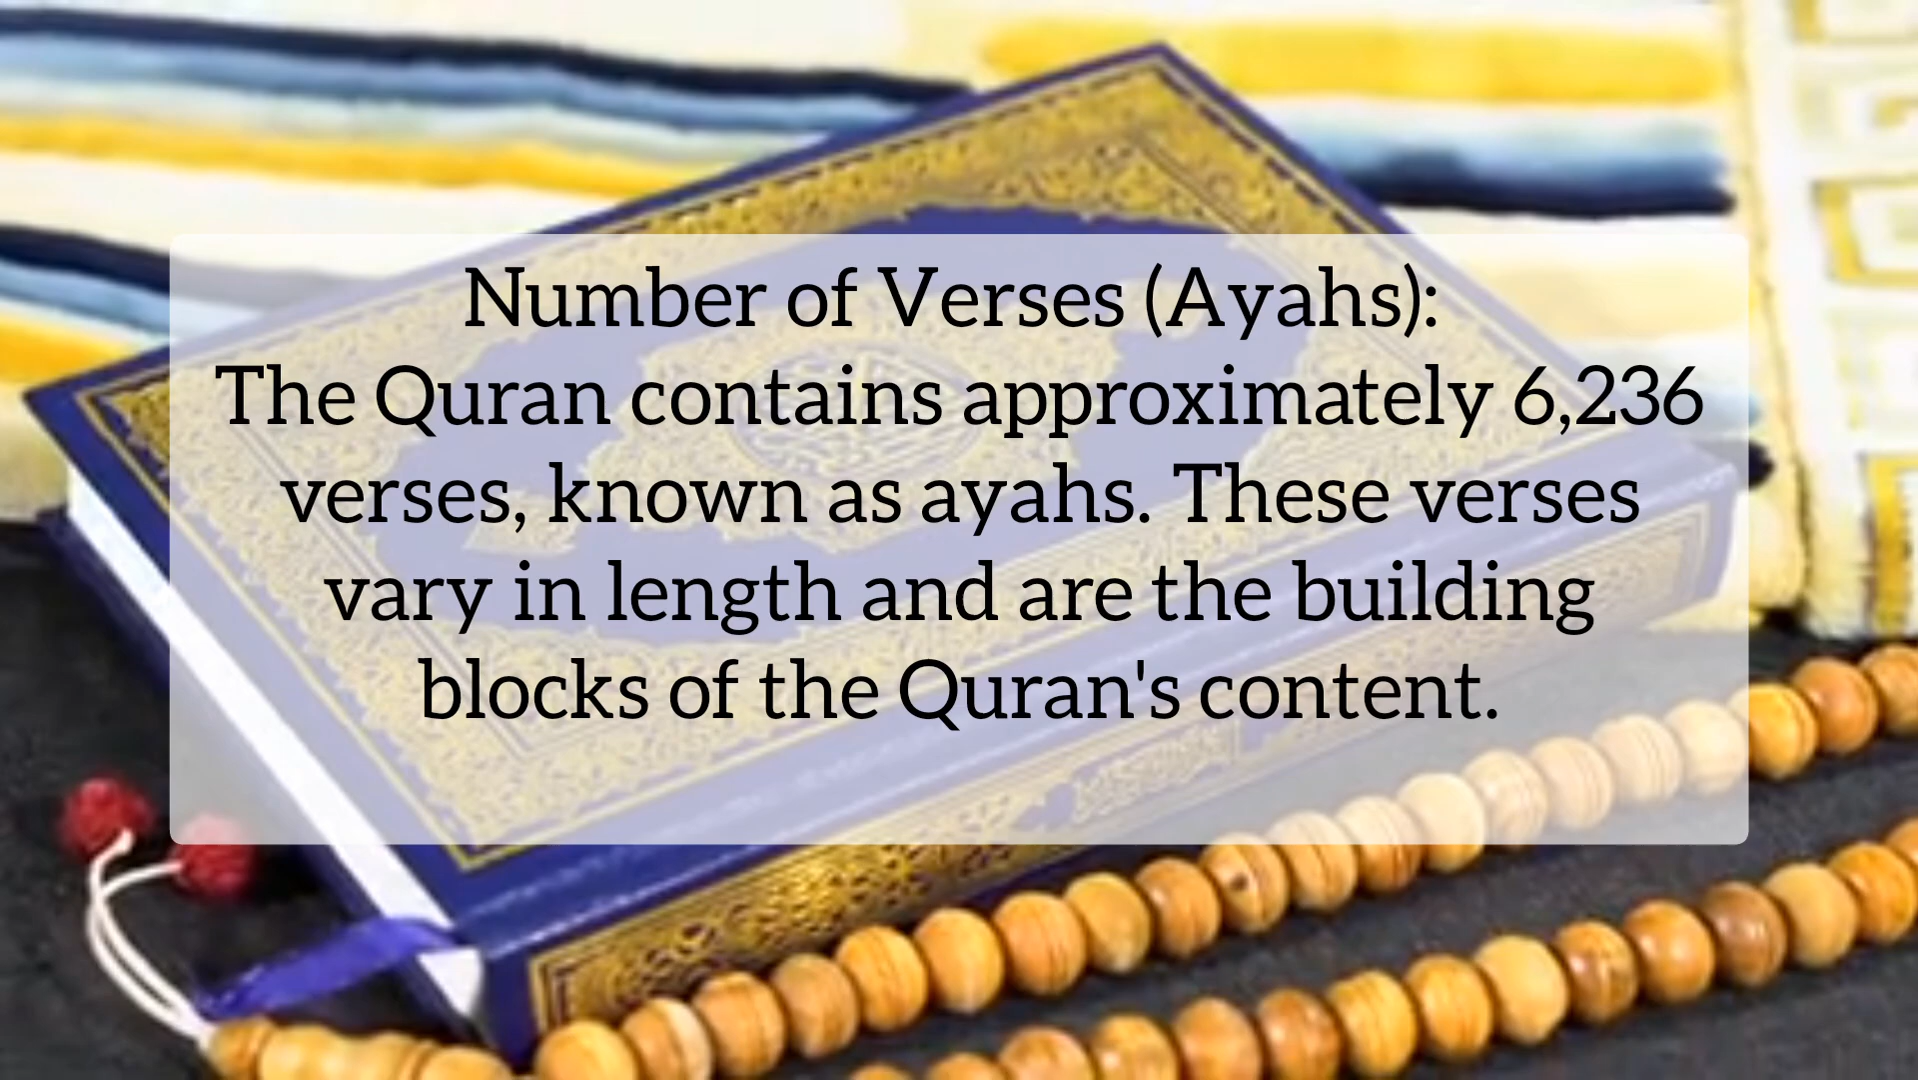 Number of Verses (Ayahs):
The Quran contains approximately 6,236
verses, known as ayahs. These verses
vary in length and are the building
blocks of the Quran's content.